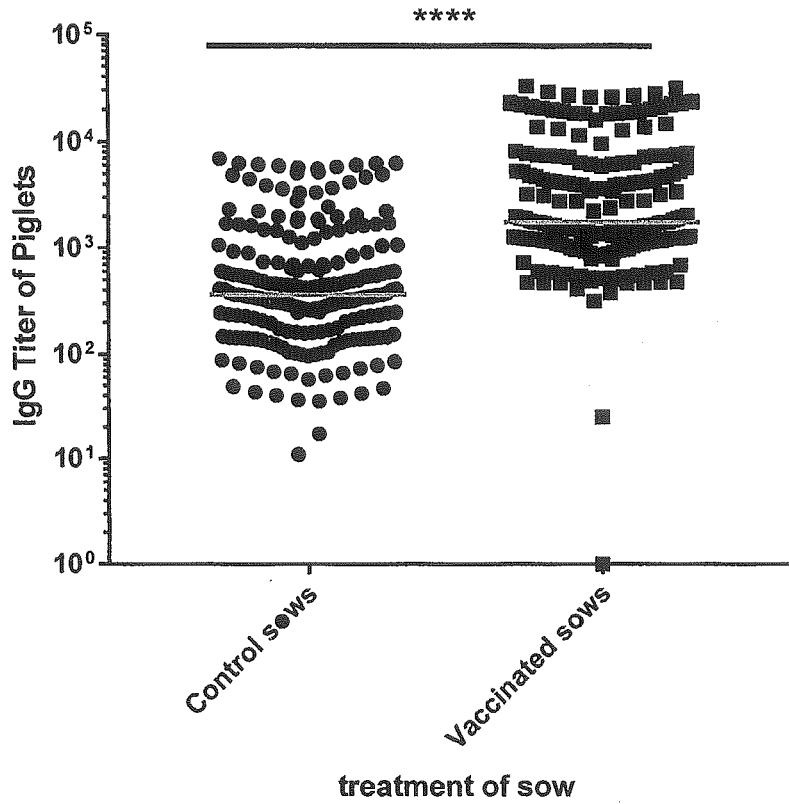 ****
10⁵
10⁴
10³
10²
10¹
10⁰
IgG Titer of Piglets
Control sows
Vaccinated sows
treatment of sow